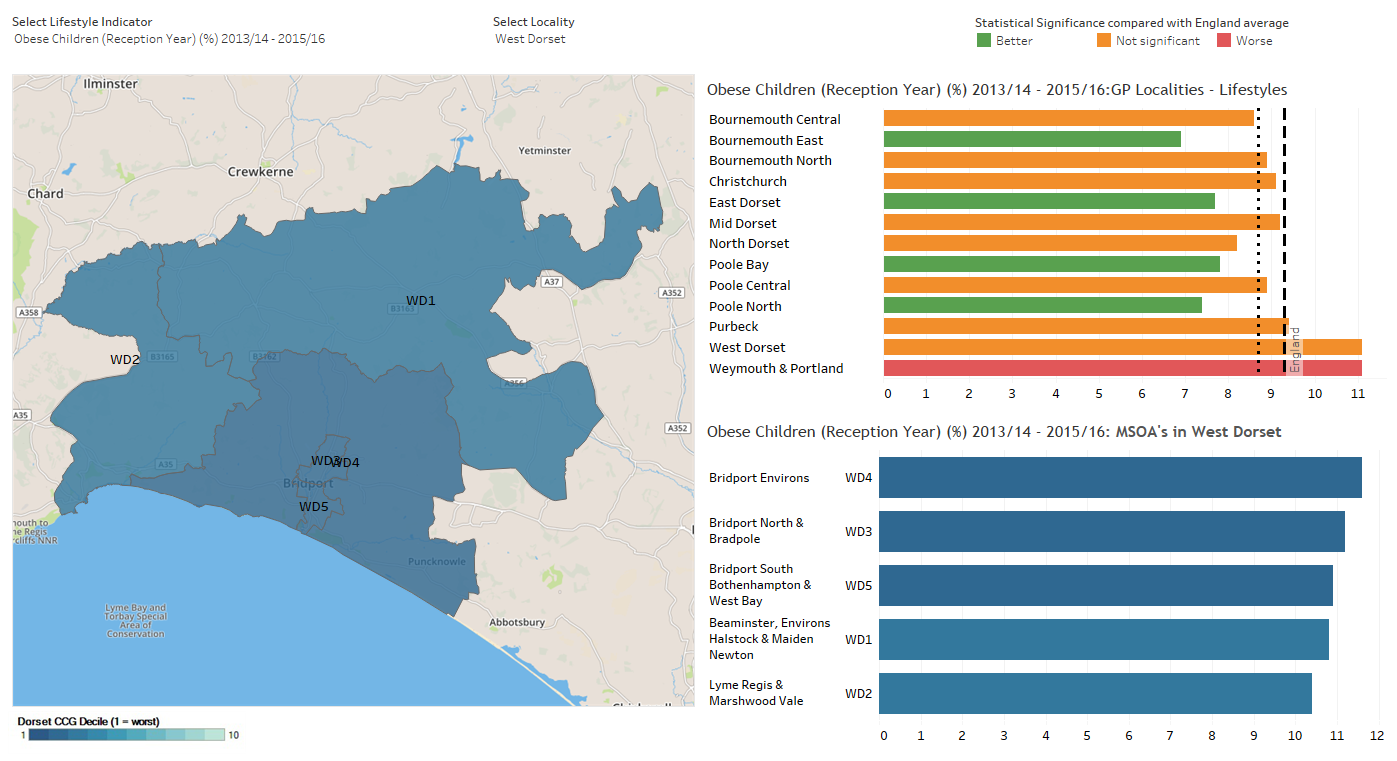 Select Lifestyle Indicator
Obese Children (Reception Year) (%) 2013/14 - 2015/16
Select Locality
West Dorset
Statistical Significance compared with England average
Better
Not significant
Worse
Ilminster
Yetminster
Crewkerne
Chard
A37
A352
WD1
B3163
A358
WD2
B3165
B3162
A356
A35
A352
WD3
WD4
A35
Bridport
WD5
Puncknowle
Lyme Bay and
Torbay Special
Area of
Conservation
Abbotsbury
Dorset CCG Decile (1 = worst)
1
10
Obese Children (Reception Year) (%) 2013/14 - 2015/16:GP Localities - Lifestyles
Bournemouth Central
Bournemouth East
Bournemouth North
Christchurch
East Dorset
Mid Dorset
North Dorset
Poole Bay
Poole Central
Poole North
Purbeck
West Dorset
Weymouth & Portland
England
0 1 2 3 4 5 6 7 8 9 10 11
Obese Children (Reception Year) (%) 2013/14 - 2015/16: MSOA's in West Dorset
Bridport Environs WD4
Bridport North &
Bradpole
WD3
Bridport South
Bothenhampton &
West Bay
WD5
Beaminster, Environs
Halstock & Maiden
Newton
WD1
Lyme Regis &
Marshwood Vale
WD2
0 1 2 3 4 5 6 7 8 9 10 11 12